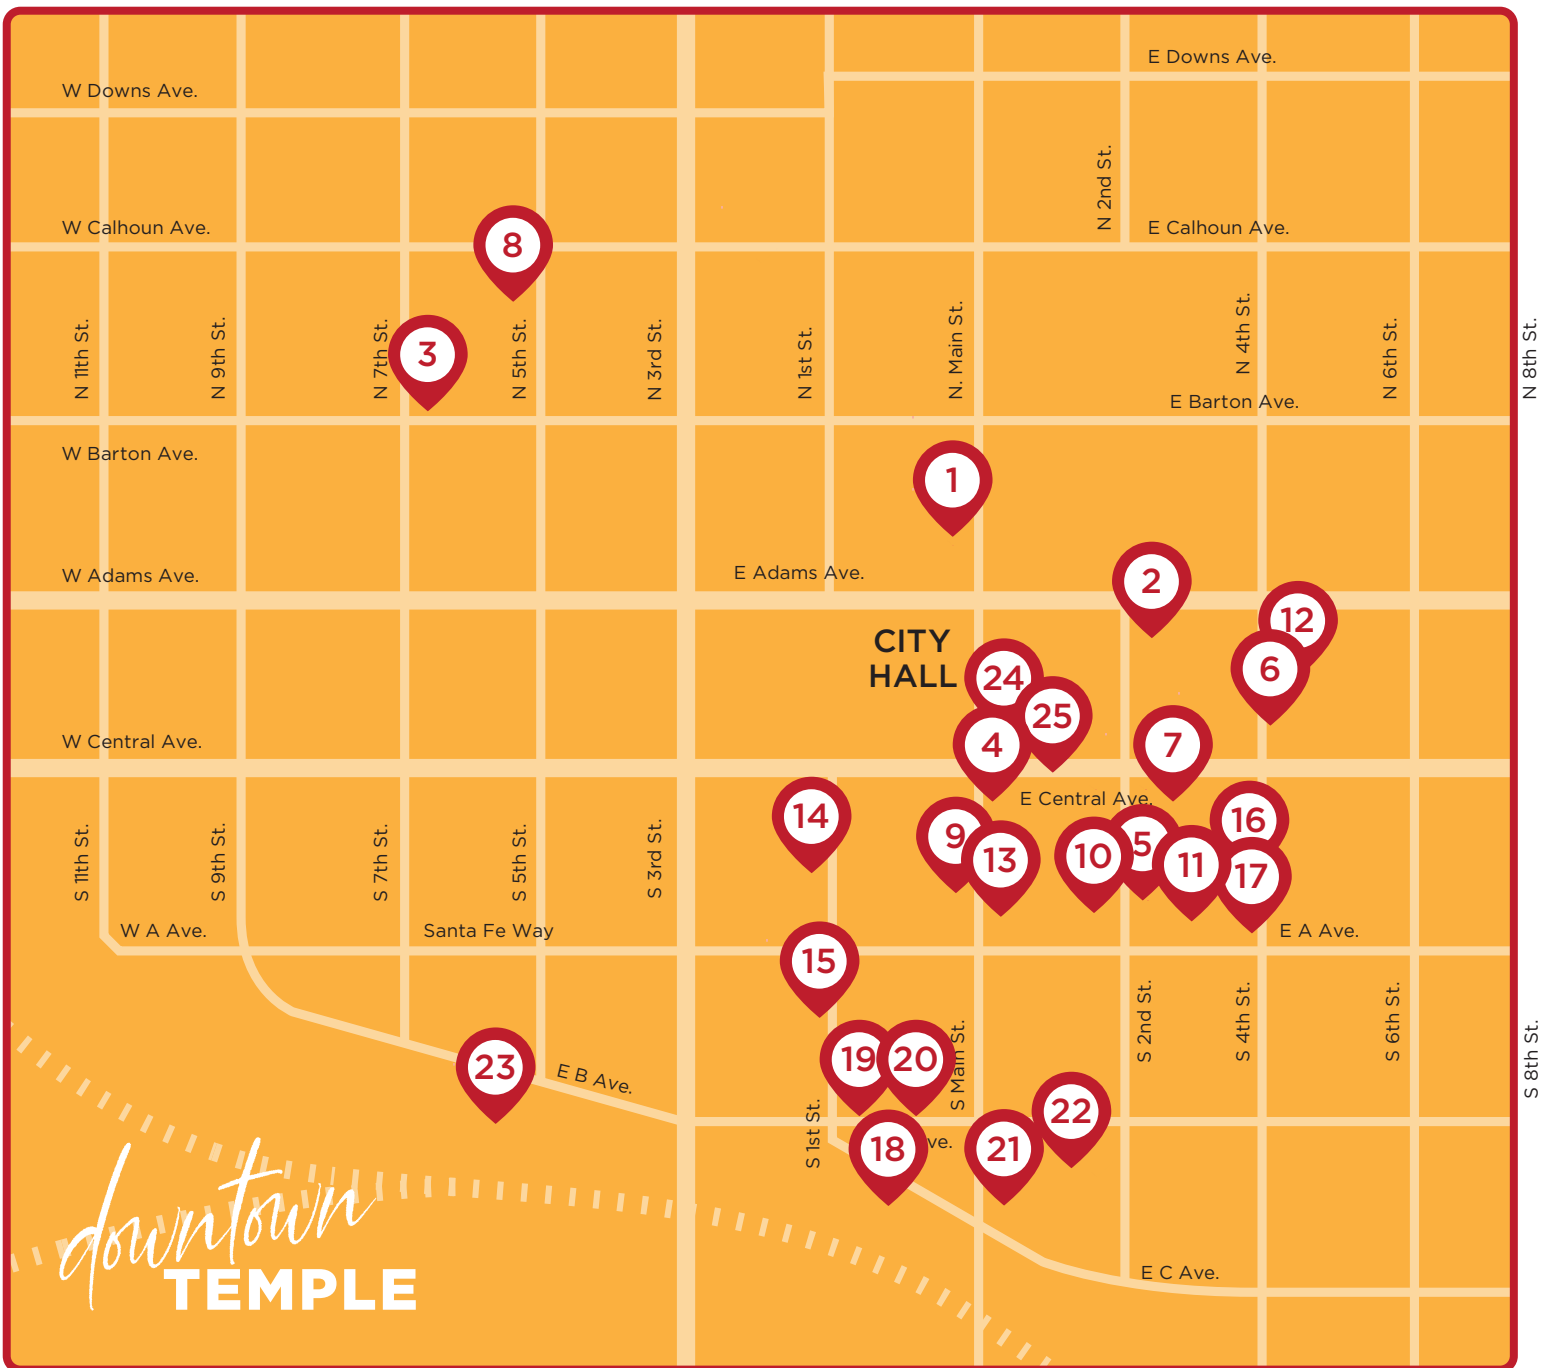 E Downs Ave.
W Downs Ave.
N 2nd St.
W Calhoun Ave.
8
E Calhoun Ave.
N 11th St.
N 9th St.
N 7th St.
3
N 5th St.
N 3rd St.
N 1st St.
N. Main St.
N 4th St.
N 6th St.
N 8th St.
E Barton Ave.
W Barton Ave.
1
W Adams Ave.
E Adams Ave.
2
12
CITY
HALL
24
6
25
4
7
W Central Ave.
E Central Ave.
14
9
13
10
5
11
16
17
S 11th St.
S 9th St.
S 7th St.
S 5th St.
S 3rd St.
W A Ave.
Santa Fe Way
E A Ave.
15
19
20
S Main St.
S 2nd St.
S 4th St.
S 6th St.
S 8th St.
23
E B Ave.
22
S 1st St.
18
ve.
21
downtown
TEMPLE
E C Ave.